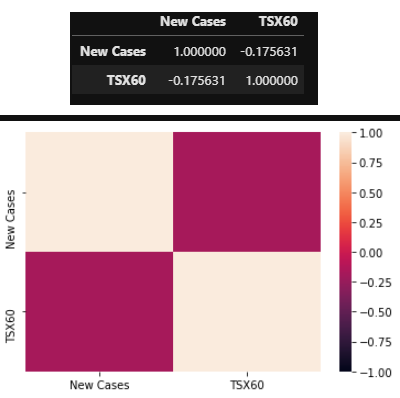 New Cases TSX60
New Cases 1.000000 -0.175631
TSX60 -0.175631 1.000000
1.00
0.75
0.50
0.25
0.00
−0.25
−0.50
−0.75
−1.00
New Cases
TSX60
New Cases TSX60